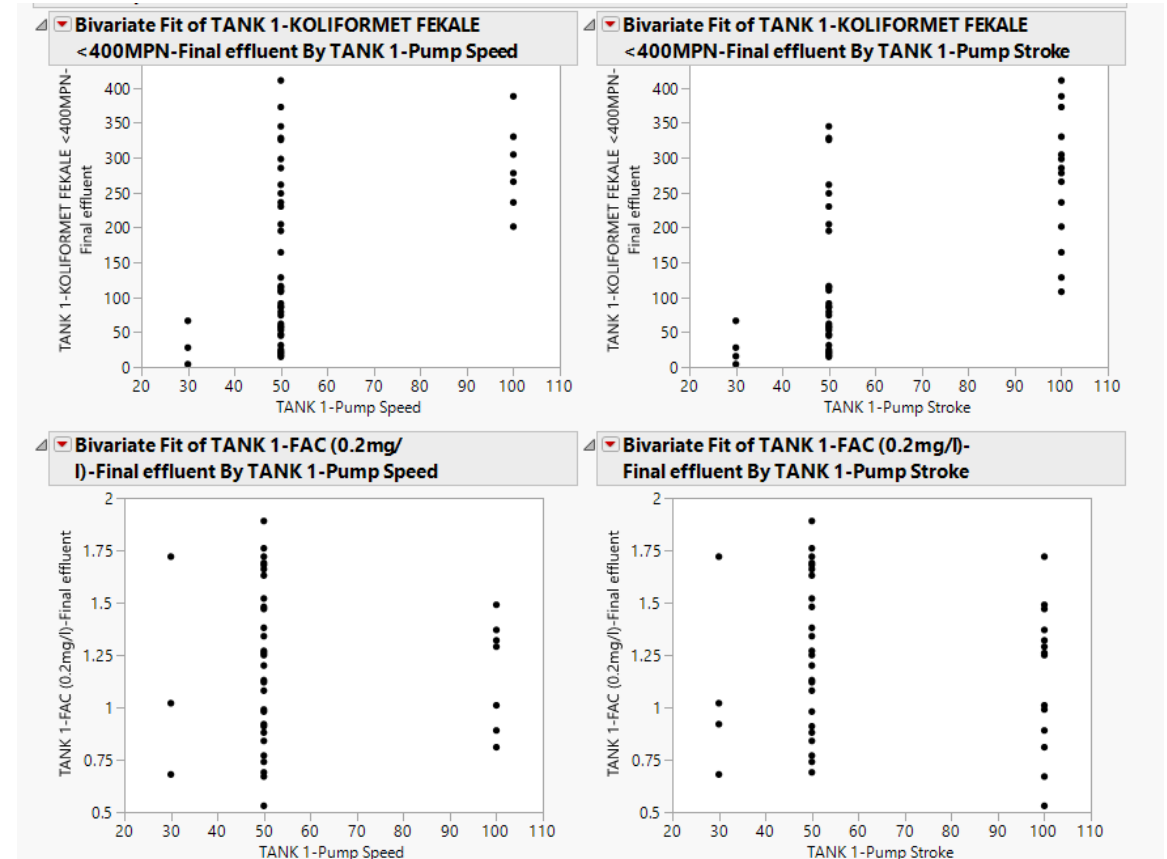 Bivariate Fit of TANK 1-KOLIFORMET FEKALE
<400MPN-Final effluent By TANK 1-Pump Speed
TANK 1-KOLIFORMET FEKALE <400MPN-
Final effluent
400
350
300
250
200
150
100
50
0
20 30 40 50 60 70 80 90 100 110
TANK 1-Pump Speed
Bivariate Fit of TANK 1-KOLIFORMET FEKALE
<400MPN-Final effluent By TANK 1-Pump Stroke
TANK 1-KOLIFORMET FEKALE <400MPN-
Final effluent
400
350
300
250
200
150
100
50
0
20 30 40 50 60 70 80 90 100 110
TANK 1-Pump Stroke
Bivariate Fit of TANK 1-FAC (0.2mg/
l)-Final effluent By TANK 1-Pump Speed
TANK 1-FAC (0.2mg/l)-Final effluent
2
1.75
1.5
1.25
1
0.75
0.5
20 30 40 50 60 70 80 90 100 110
TANK 1-Pump Speed
Bivariate Fit of TANK 1-FAC (0.2mg/l)-
Final effluent By TANK 1-Pump Stroke
TANK 1-FAC (0.2mg/l)-Final effluent
2
1.75
1.5
1.25
1
0.75
0.5
20 30 40 50 60 70 80 90 100 110
TANK 1-Pump Stroke